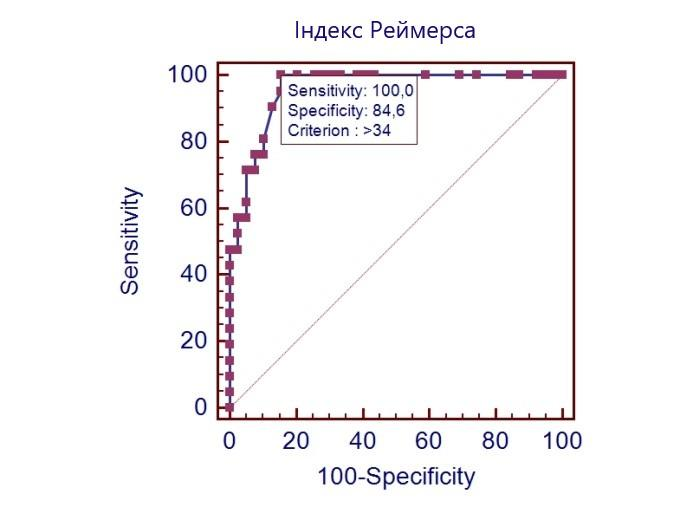 Індекс Реймерса
100
80
60
40
20
0
Sensitivity
Sensitivity: 100,0
Specificity: 84,6
Criterion : >34
0 20 40 60 80 100
100-Specificity